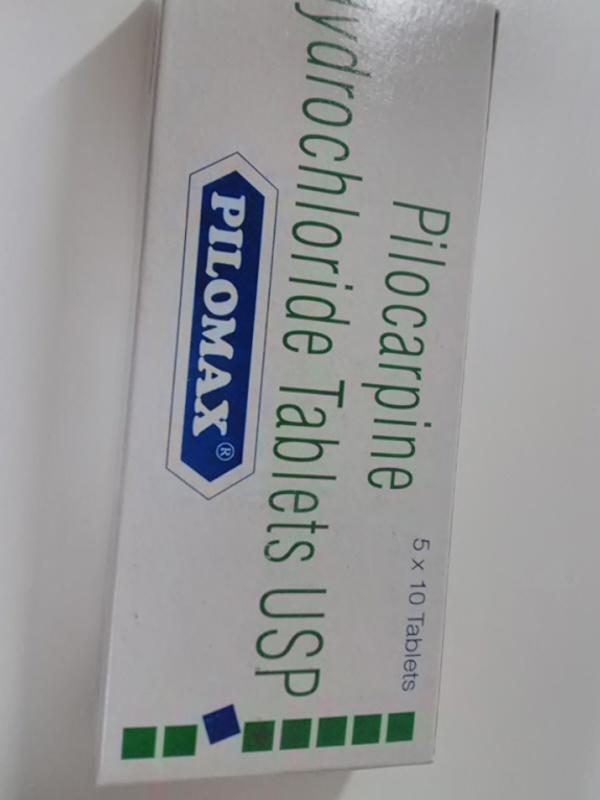 5 x 10 Tablets
Pilocarpine
ydrochloride Tablets USP
PILOMAX®